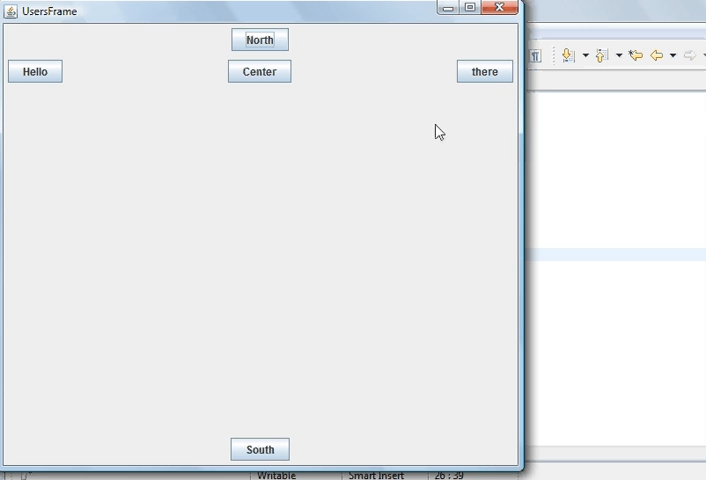 UsersFrame
North
Hello Center there
South
Writable Smart Insert 26 : 39